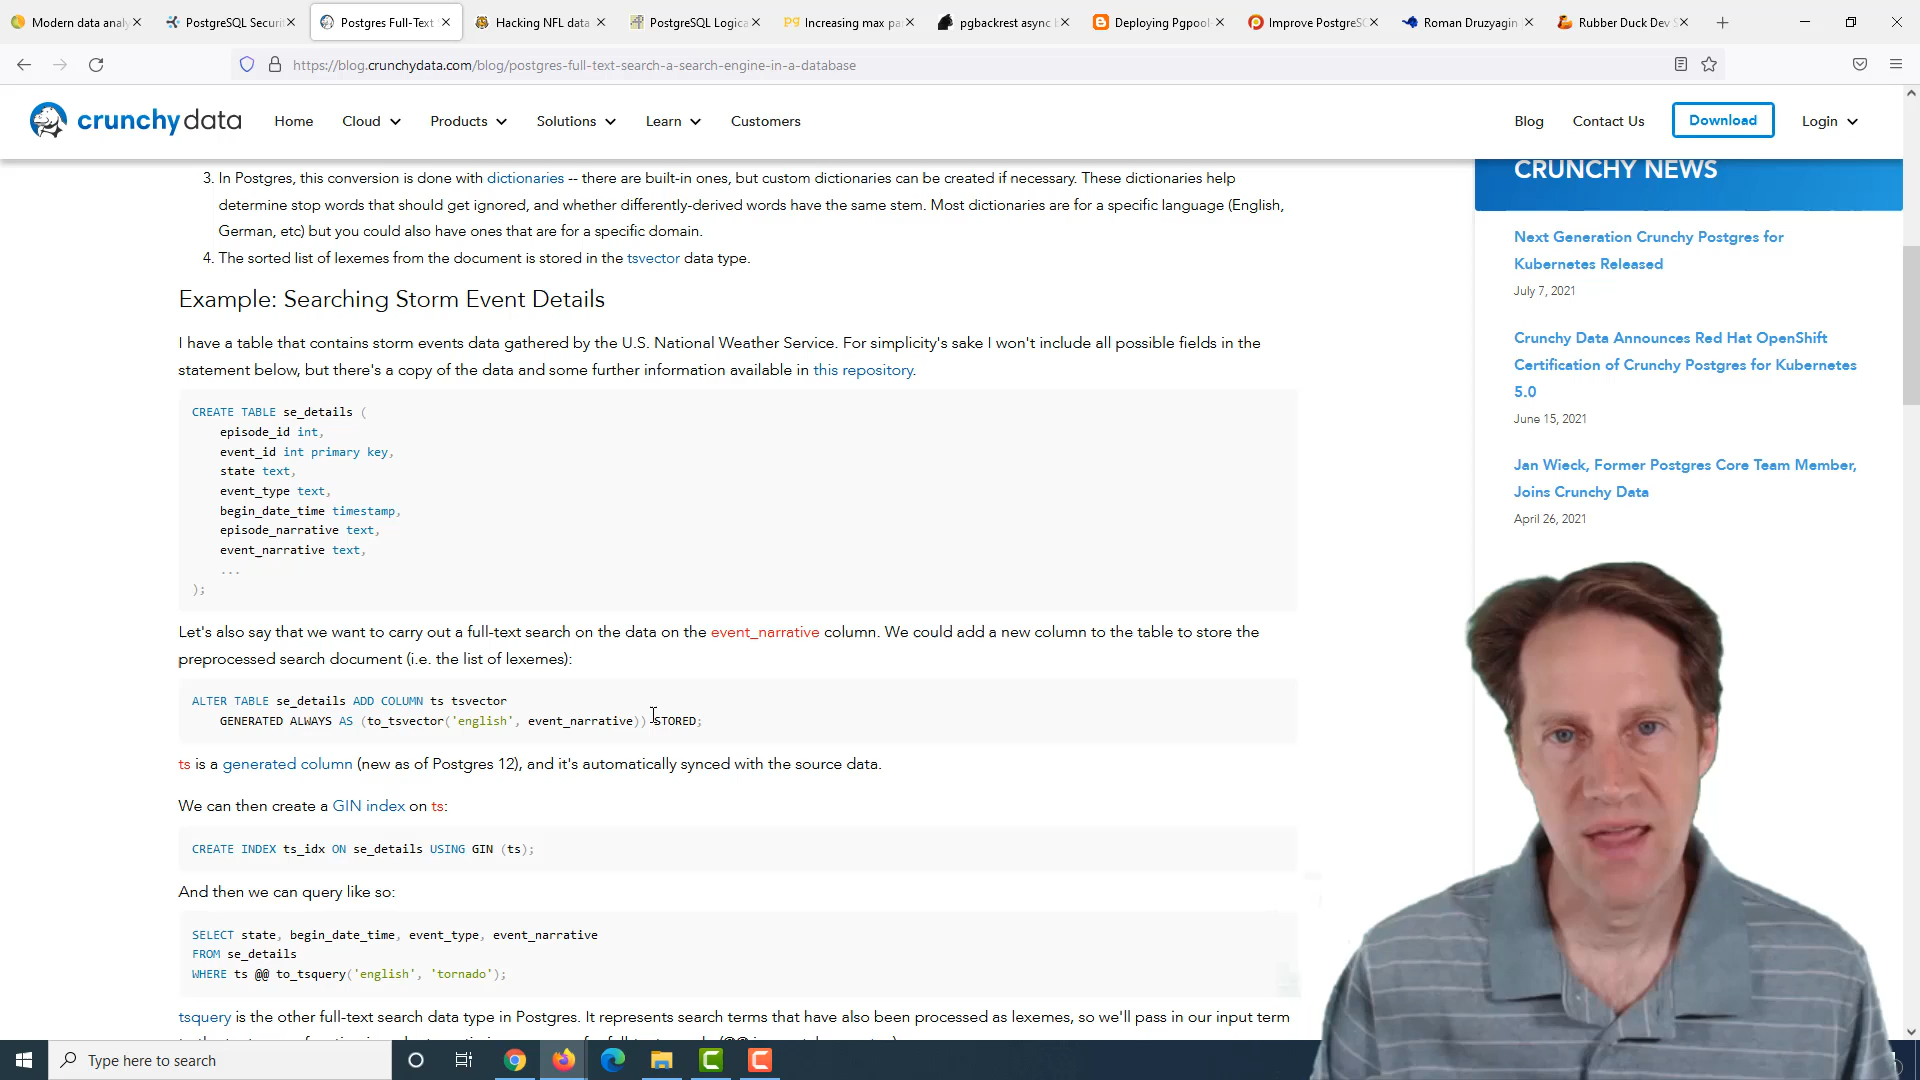 Modern data analy
PostgreSQL Securit
Postgres Full-Text
Hacking NFL data
PostgreSQL Logica
Increasing max pa
pgbackrest async
Deploying Pgpool-
Improve PostgreS
Roman Druzyagin
Rubber Duck Dev S
https://blog.crunchydata.com/blog/postgres-full-text-search-a-search-engine-in-a-database
crunchy data
Home
Cloud
Products
Solutions
Learn
Customers
Blog
Contact Us
Download
Login
3. In Postgres, this conversion is done with dictionaries -- there are built-in ones, but custom dictionaries can be created if necessary. These dictionaries help
determine stop words that should get ignored, and whether differently-derived words have the same stem. Most dictionaries are for a specific language (English,
German, etc) but you could also have ones that are for a specific domain.
4. The sorted list of lexemes from the document is stored in the tsvector data type.
Example: Searching Storm Event Details
I have a table that contains storm events data gathered by the U.S. National Weather Service. For simplicity's sake I won't include all possible fields in the
statement below, but there's a copy of the data and some further information available in this repository.
CREATE TABLE se_details (
episode_id int,
event_id int primary key,
state text,
event_type text,
begin_date_time timestamp,
episode_narrative text,
event_narrative text,
...
);
Let's also say that we want to carry out a full-text search on the data on the event_narrative column. We could add a new column to the table to store the
preprocessed search document (i.e. the list of lexemes):
ALTER TABLE se_details ADD COLUMN ts tsvector
GENERATED ALWAYS AS (to_tsvector('english', event_narrative)) STORED;
ts is a generated column (new as of Postgres 12), and it's automatically synced with the source data.
We can then create a GIN index on ts:
CREATE INDEX ts_idx ON se_details USING GIN (ts);
And then we can query like so:
SELECT state, begin_date_time, event_type, event_narrative
FROM se_details
WHERE ts @@ to_tsquery('english', 'tornado');
tsquery is the other full-text search data type in Postgres. It represents search terms that have also been processed as lexemes, so we'll pass in our input term
CRUNCHY NEWS
Next Generation Crunchy Postgres for
Kubernetes Released
July 7, 2021
Crunchy Data Announces Red Hat OpenShift
Certification of Crunchy Postgres for Kubernetes
5.0
June 15, 2021
Jan Wieck, Former Postgres Core Team Member,
Joins Crunchy Data
April 26, 2021
Type here to search